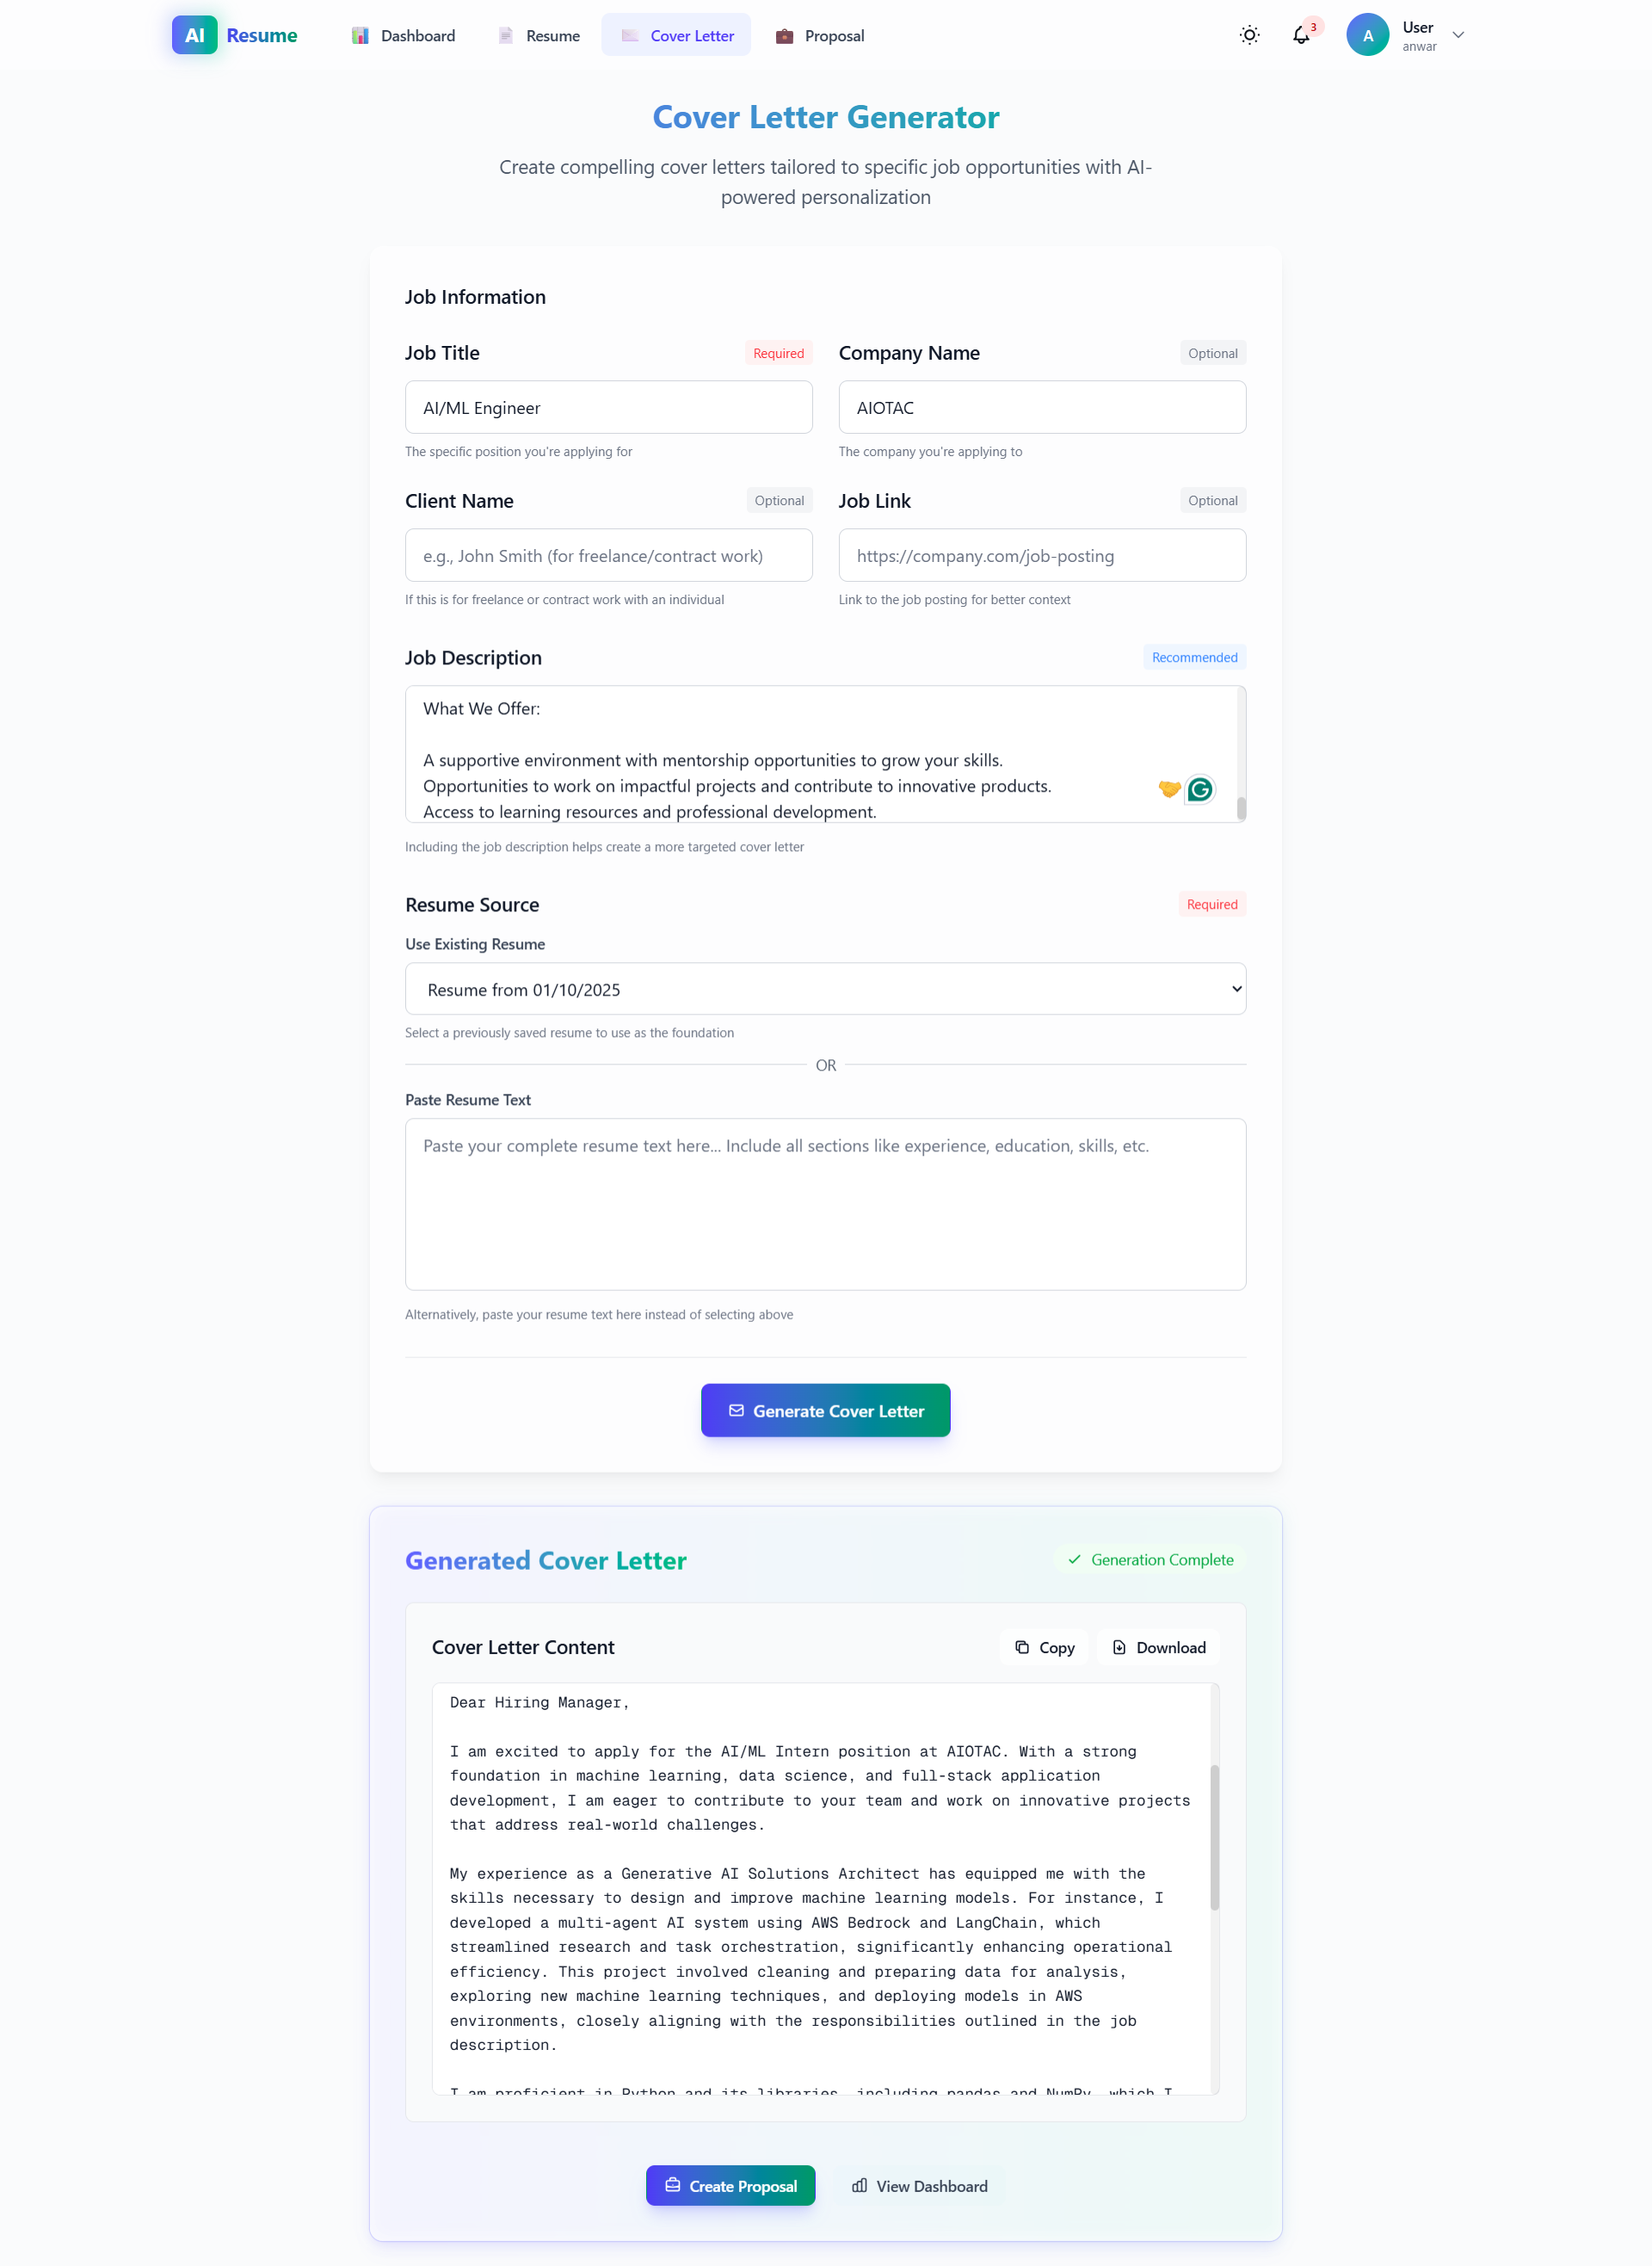 AI Resume
Dashboard
Resume
Cover Letter
Proposal
3
A
User
anwar
Cover Letter Generator
Create compelling cover letters tailored to specific job opportunities with AI-
powered personalization
Job Information
Job Title
Required
Company Name
Optional
AI/ML Engineer
AIOTAC
The specific position you're applying for
The company you're applying to
Client Name
Optional
Job Link
Optional
e.g., John Smith (for freelance/contract work)
https://company.com/job-posting
If this is for freelance or contract work with an individual
Link to the job posting for better context
Job Description
Recommended
What We Offer:
A supportive environment with mentorship opportunities to grow your skills.
Opportunities to work on impactful projects and contribute to innovative products.
Access to learning resources and professional development.
Including the job description helps create a more targeted cover letter
Resume Source
Required
Use Existing Resume
Resume from 01/10/2025
Select a previously saved resume to use as the foundation
OR
Paste Resume Text
Paste your complete resume text here... Include all sections like experience, education, skills, etc.
Alternatively, paste your resume text here instead of selecting above
Generate Cover Letter
Generated Cover Letter
Generation Complete
Cover Letter Content
Copy
Download
Dear Hiring Manager,
I am excited to apply for the AI/ML Intern position at AIOTAC. With a strong
foundation in machine learning, data science, and full-stack application
development, I am eager to contribute to your team and work on innovative projects
that address real-world challenges.
My experience as a Generative AI Solutions Architect has equipped me with the
skills necessary to design and improve machine learning models. For instance, I
developed a multi-agent AI system using AWS Bedrock and LangChain, which
streamlined research and task orchestration, significantly enhancing operational
efficiency. This project involved cleaning and preparing data for analysis,
exploring new machine learning techniques, and deploying models in AWS
environments, closely aligning with the responsibilities outlined in the job
description.
I am proficient in Python and its libraries, including pandas and NumPy, which I
Create Proposal
View Dashboard